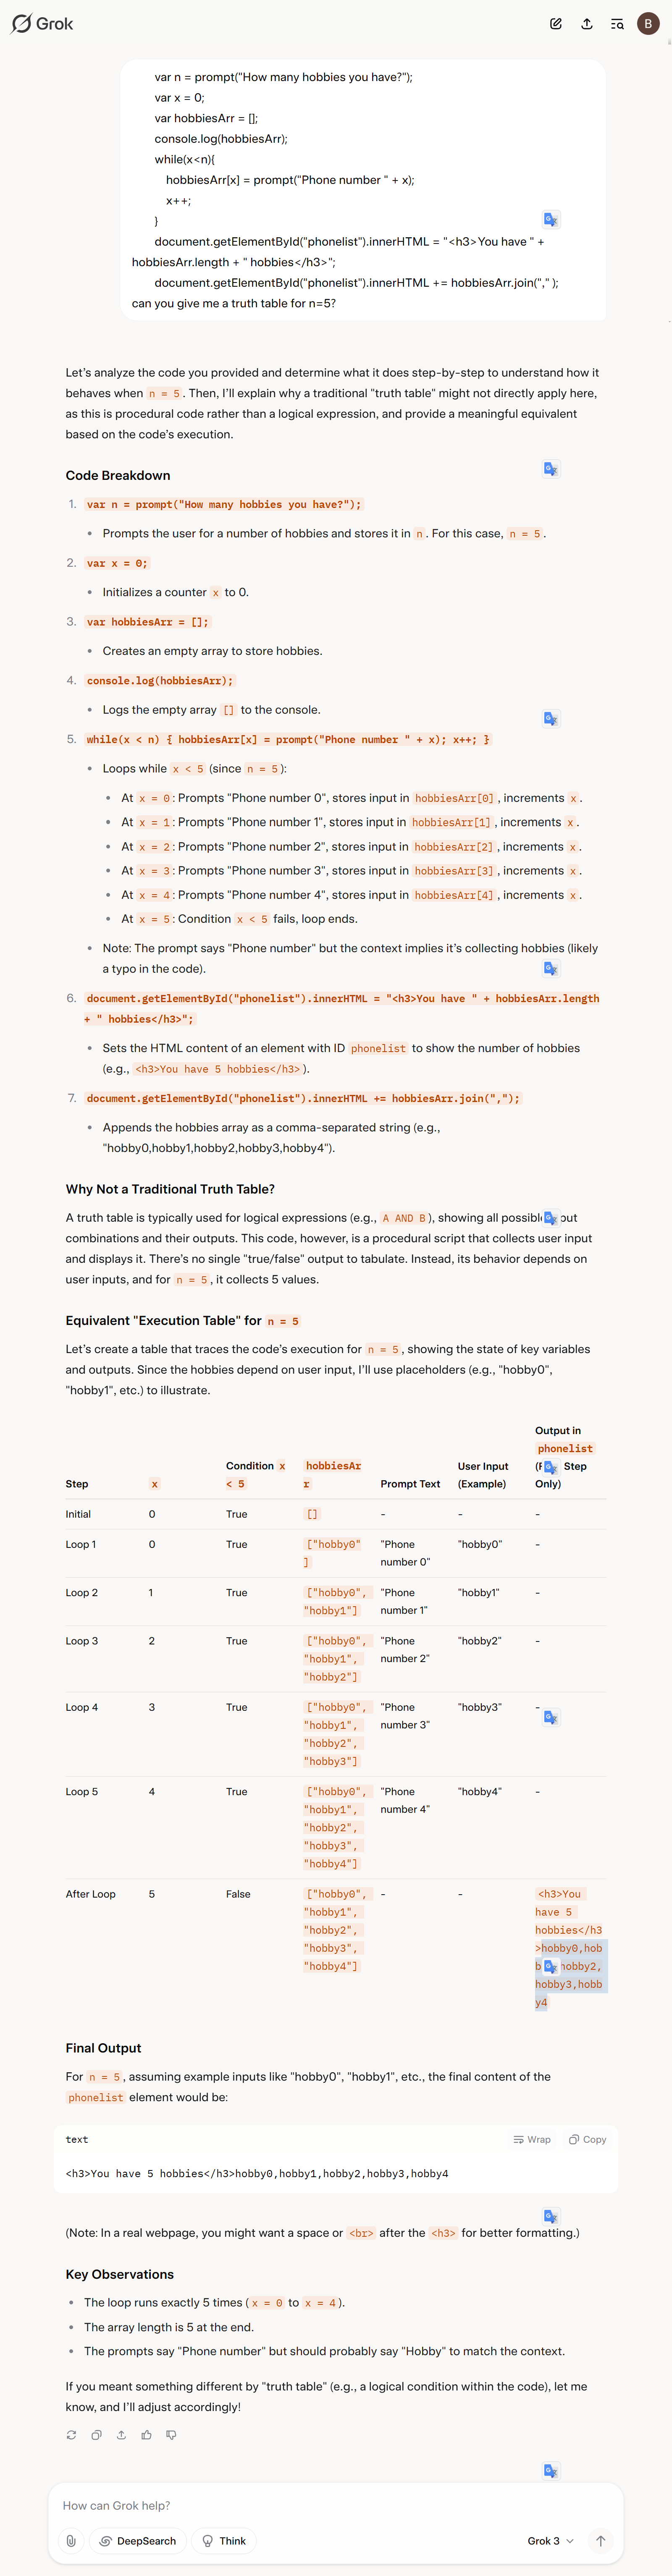 Grok
B
var n = prompt("How many hobbies you have?");
var x = 0;
var hobbiesArr = [];
console.log(hobbiesArr);
while(x<n){
hobbiesArr[x] = prompt("Phone number " + x);
x++;
}
document.getElementById("phonelist").innerHTML = "<h3>You have " +
hobbiesArr.length + " hobbies</h3>";
document.getElementById("phonelist").innerHTML += hobbiesArr.join("," );
can you give me a truth table for n=5?
Let's analyze the code you provided and determine what it does step-by-step to understand how it
behaves when n = 5. Then, I'll explain why a traditional "truth table" might not directly apply here,
as this is procedural code rather than a logical expression, and provide a meaningful equivalent
based on the code's execution.
Code Breakdown
1. var n = prompt("How many hobbies you have?");
• Prompts the user for a number of hobbies and stores it in n. For this case, n = 5.
2. var x = 0;
• Initializes a counter x to 0.
3. var hobbiesArr = [];
• Creates an empty array to store hobbies.
4. console.log(hobbiesArr);
• Logs the empty array [] to the console.
5. while(x < n) { hobbiesArr[x] = prompt("Phone number " + x); x++; }
• Loops while x < 5 (since n = 5):
• At x = 0: Prompts "Phone number 0", stores input in hobbiesArr[0], increments x.
• At x = 1: Prompts "Phone number 1", stores input in hobbiesArr[1], increments x.
• At x = 2: Prompts "Phone number 2", stores input in hobbiesArr[2], increments x.
• At x = 3: Prompts "Phone number 3", stores input in hobbiesArr[3], increments x.
• At x = 4: Prompts "Phone number 4", stores input in hobbiesArr[4], increments x.
• At x = 5: Condition x < 5 fails, loop ends.
• Note: The prompt says "Phone number" but the context implies it's collecting hobbies (likely
a typo in the code).
6. document.getElementById("phonelist").innerHTML = "<h3>You have " + hobbiesArr.length
+ " hobbies</h3>";
• Sets the HTML content of an element with ID phonelist to show the number of hobbies
(e.g., <h3>You have 5 hobbies</h3>).
7. document.getElementById("phonelist").innerHTML += hobbiesArr.join(",");
• Appends the hobbies array as a comma-separated string (e.g.,
"hobby0,hobby1,hobby2,hobby3,hobby4").
Why Not a Traditional Truth Table?
A truth table is typically used for logical expressions (e.g., A AND B), showing all possible put
combinations and their outputs. This code, however, is a procedural script that collects user input
and displays it. There's no single "true/false" output to tabulate. Instead, its behavior depends on
user inputs, and for n = 5, it collects 5 values.
Equivalent "Execution Table" for n = 5
Let's create a table that traces the code's execution for n = 5, showing the state of key variables
and outputs. Since the hobbies depend on user input, I'll use placeholders (e.g., "hobby0",
"hobby1", etc.) to illustrate.
Step x Condition x < 5 hobbiesArr Prompt Text User Input (Example) Output in phonelist Step Only)
Initial 0 True [] - - -
Loop 1 0 True ["hobby0"] "Phone number 0" "hobby0" -
Loop 2 1 True ["hobby0", "hobby1"] "Phone number 1" "hobby1" -
Loop 3 2 True ["hobby0", "hobby1", "hobby2"] "Phone number 2" "hobby2" -
Loop 4 3 True ["hobby0", "hobby1", "hobby2", "hobby3"] "Phone number 3" "hobby3" -
Loop 5 4 True ["hobby0", "hobby1", "hobby2", "hobby3", "hobby4"] "Phone number 4" "hobby4" -
After Loop 5 False ["hobby0", "hobby1", "hobby2", "hobby3", "hobby4"] - - <h3>You have 5 hobbies</h3>hobby0,hobb hobby2,hobby3,hobby4
Final Output
For n = 5, assuming example inputs like "hobby0", "hobby1", etc., the final content of the
phonelist element would be:
text Wrap Copy
<h3>You have 5 hobbies</h3>hobby0,hobby1,hobby2,hobby3,hobby4
(Note: In a real webpage, you might want a space or <br> after the <h3> for better formatting.)
Key Observations
• The loop runs exactly 5 times (x = 0 to x = 4).
• The array length is 5 at the end.
• The prompts say "Phone number" but should probably say "Hobby" to match the context.
If you meant something different by "truth table" (e.g., a logical condition within the code), let me
know, and I'll adjust accordingly!
How can Grok help?
DeepSearch Think Grok 3